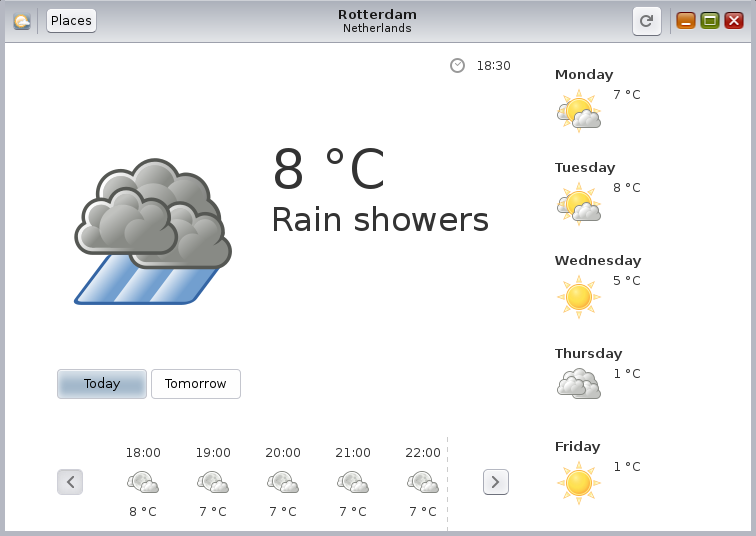 Places
Rotterdam
Netherlands
18:30
8 °C
Rain showers
Today
Tomorrow
18:00 19:00 20:00 21:00 22:00
8 °C 7 °C 7 °C 7 °C 7 °C
Monday
7 °C
Tuesday
8 °C
Wednesday
5 °C
Thursday
1 °C
Friday
1 °C